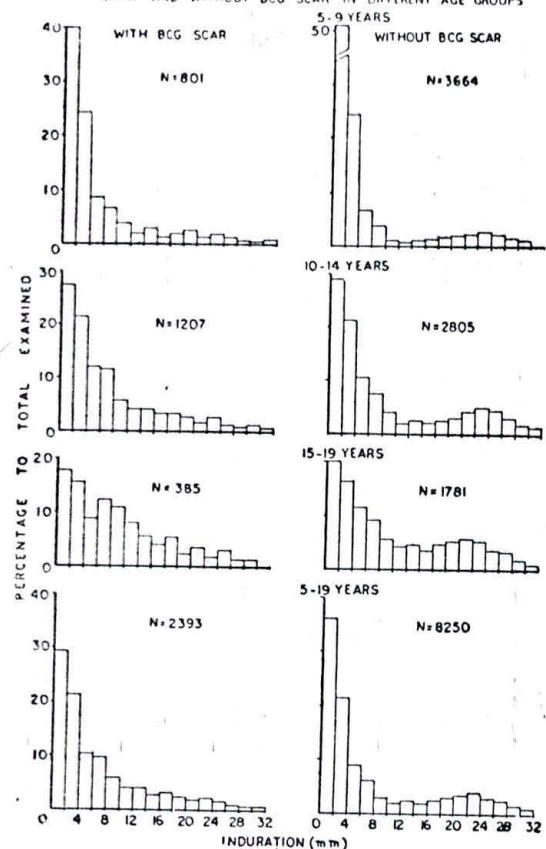 WITHOUT BCG SCAR IN DIFFERENT AGE GROUPS
5-9 YEARS
WITH BCG SCAR
WITHOUT BCG SCAR
N=801
N=3664
40
30
20
10
0
50
10-14 YEARS
N=1207
N=2805
30
20
10
0
15-19 YEARS
N=385
N=1781
20
10
0
5-19 YEARS
N=2393
N=8250
40
30
20
10
0 4 8 12 16 20 24 28 32
0 4 8 12 16 20 24 28 32
INDURATION (mm)
PERCENTAGE TO TOTAL EXAMINED